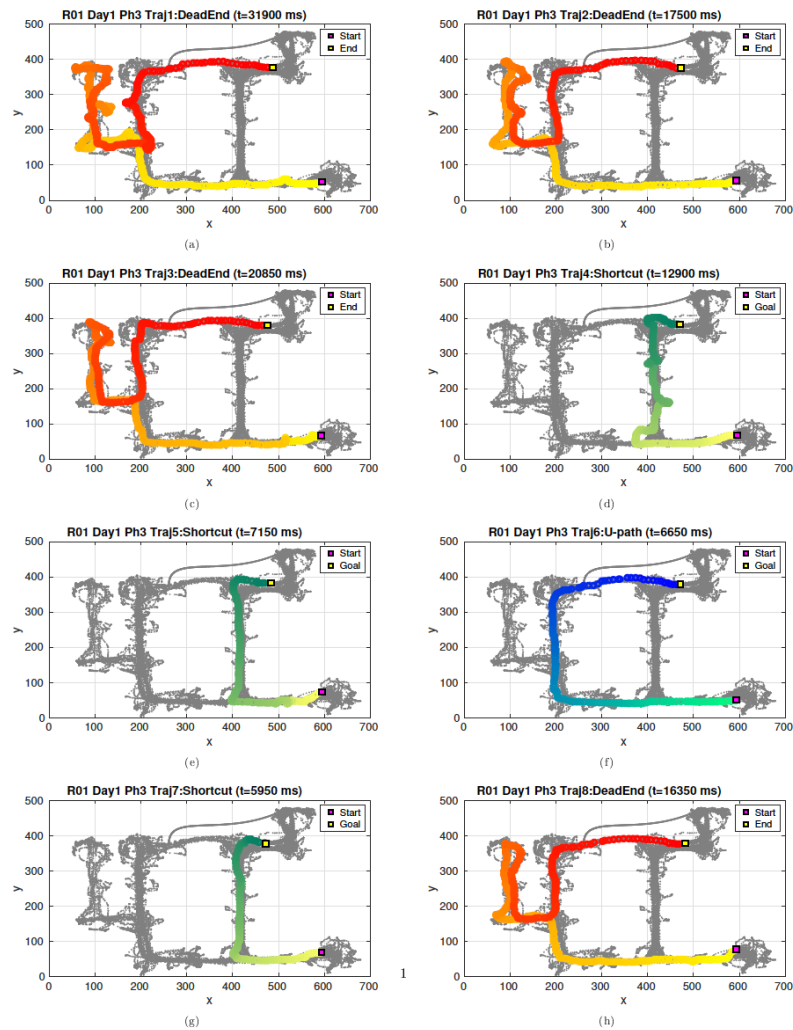 R01 Day1 Ph3 Traj1:DeadEnd (t=31900 ms)
500
400
300
200
100
0
y
0 100 200 300 400 500 600 700
x
Start
End
(a)
R01 Day1 Ph3 Traj2:DeadEnd (t=17500 ms)
500
400
300
200
100
0
y
0 100 200 300 400 500 600 700
x
Start
End
(b)
R01 Day1 Ph3 Traj3:DeadEnd (t=20850 ms)
500
400
300
200
100
0
y
0 100 200 300 400 500 600 700
x
Start
End
(c)
R01 Day1 Ph3 Traj4:Shortcut (t=12900 ms)
500
400
300
200
100
0
y
0 100 200 300 400 500 600 700
x
Start
Goal
(d)
R01 Day1 Ph3 Traj5:Shortcut (t=7150 ms)
500
400
300
200
100
0
y
0 100 200 300 400 500 600 700
x
Start
Goal
(e)
R01 Day1 Ph3 Traj6:U-path (t=6650 ms)
500
400
300
200
100
0
y
0 100 200 300 400 500 600 700
x
Start
Goal
(f)
R01 Day1 Ph3 Traj7:Shortcut (t=5950 ms)
500
400
300
200
100
0
y
0 100 200 300 400 500 600 700
x
Start
Goal
(g)
1
R01 Day1 Ph3 Traj8:DeadEnd (t=16350 ms)
500
400
300
200
100
0
y
0 100 200 300 400 500 600 700
x
Start
End
(h)